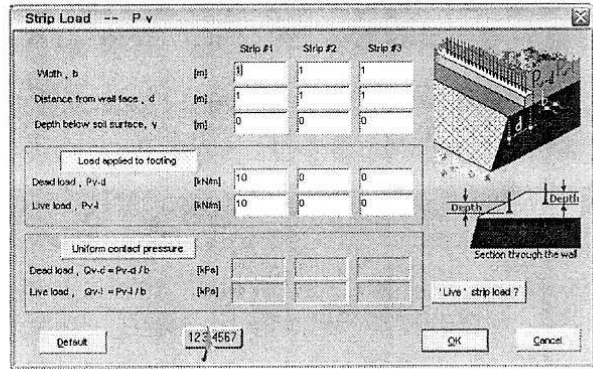 Strip Load -- P v
Strip #1 Strip #2 Strip #3
Width , b [m] 1 1 1
Distance from wall face , d [m] 1 1 1
Depth below soil surface, y [m] 0 0 0
Load applied to footing
Dead load , Pv-d [kN/m] 10 0 0
Live load , Pv-l [kN/m] 10 0 0
Uniform contact pressure
Dead load , Qv-d = Pv-d / b [kPa]
Live load , Qv-l = Pv-l / b [kPa]
Depth Depth
Section through the wall
"Live" strip load ?
Default 123 4567 OK Cancel